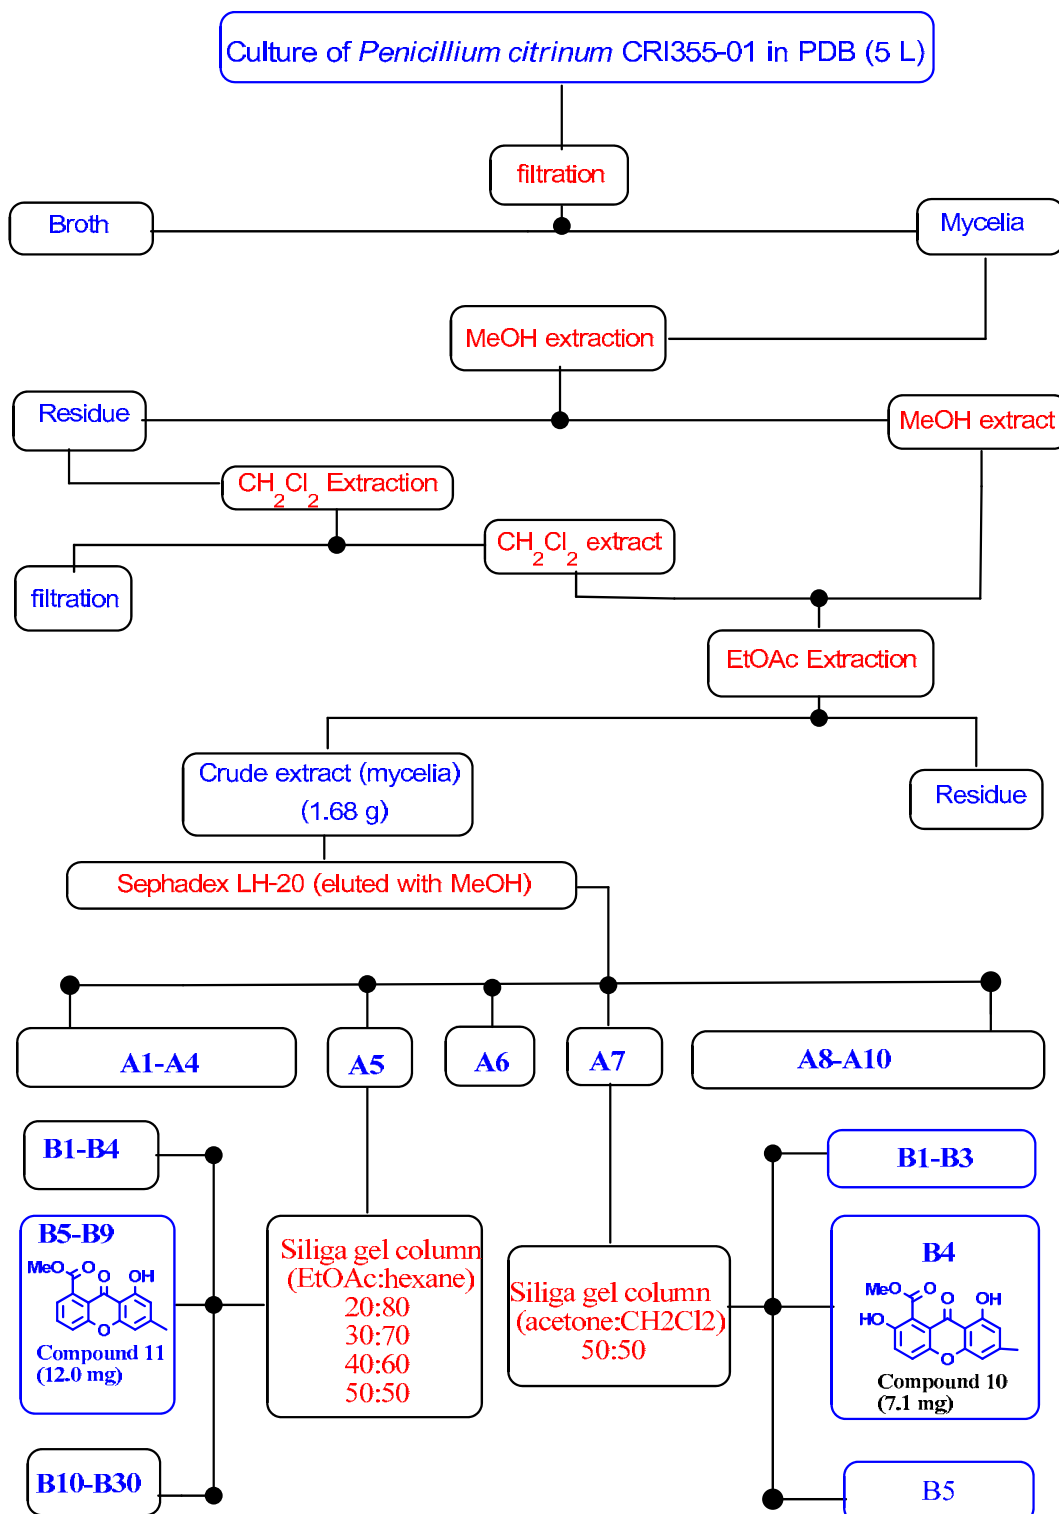 Culture of Penicillium citrinum CRI355-01 in PDB (5 L)
filtration
Broth
Mycelia
MeOH extraction
Residue
MeOH extract
CH2Cl2 Extraction
CH2Cl2 extract
filtration
EtOAc Extraction
Crude extract (mycelia)
(1.68 g)
Residue
Sephadex LH-20 (eluted with MeOH)
A1-A4
A5
A6
A7
A8-A10
B1-B4
B1-B3
B5-B9
MeO
O
O
OH
O
Compound 11
(12.0 mg)
Siliga gel column
(EtOAc:hexane)
20:80
30:70
40:60
50:50
Siliga gel column
(acetone:CH2Cl2)
50:50
B4
MeO
O
O
OH
HO
O
Compound 10
(7.1 mg)
B10-B30
B5